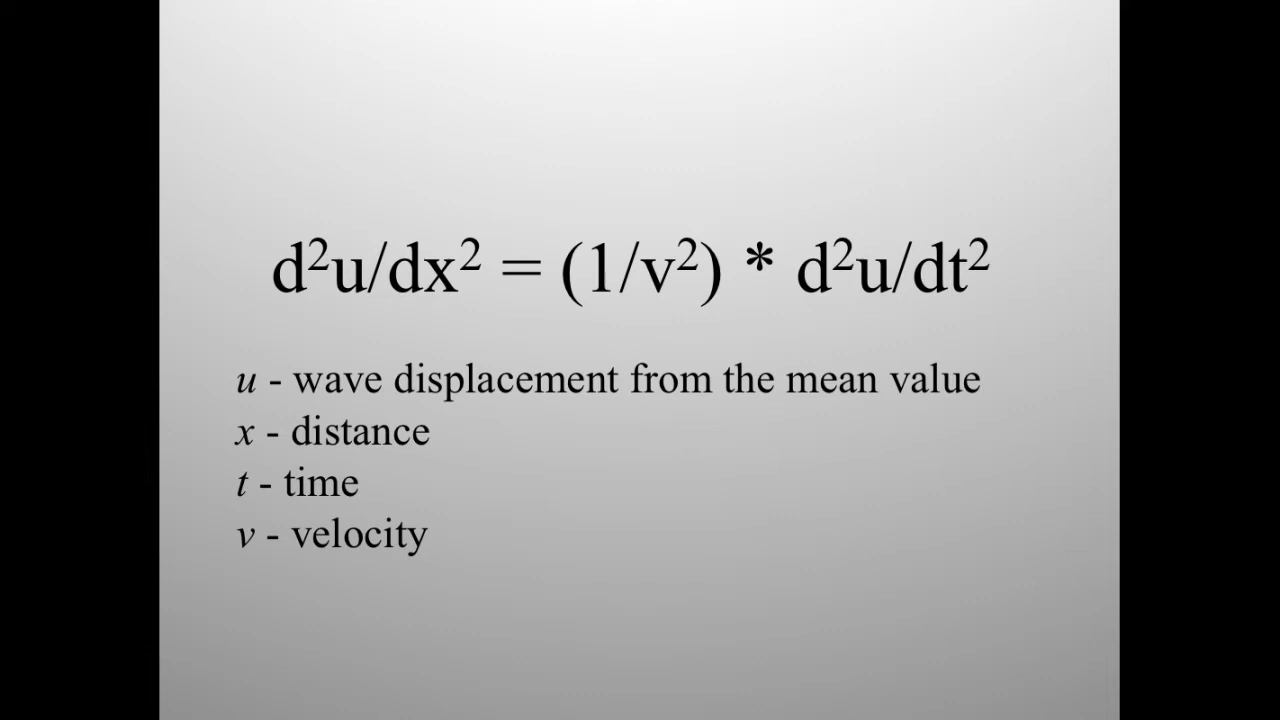 d²u/dx² = (1/v²) * d²u/dt²
u - wave displacement from the mean value
x - distance
t - time
v - velocity